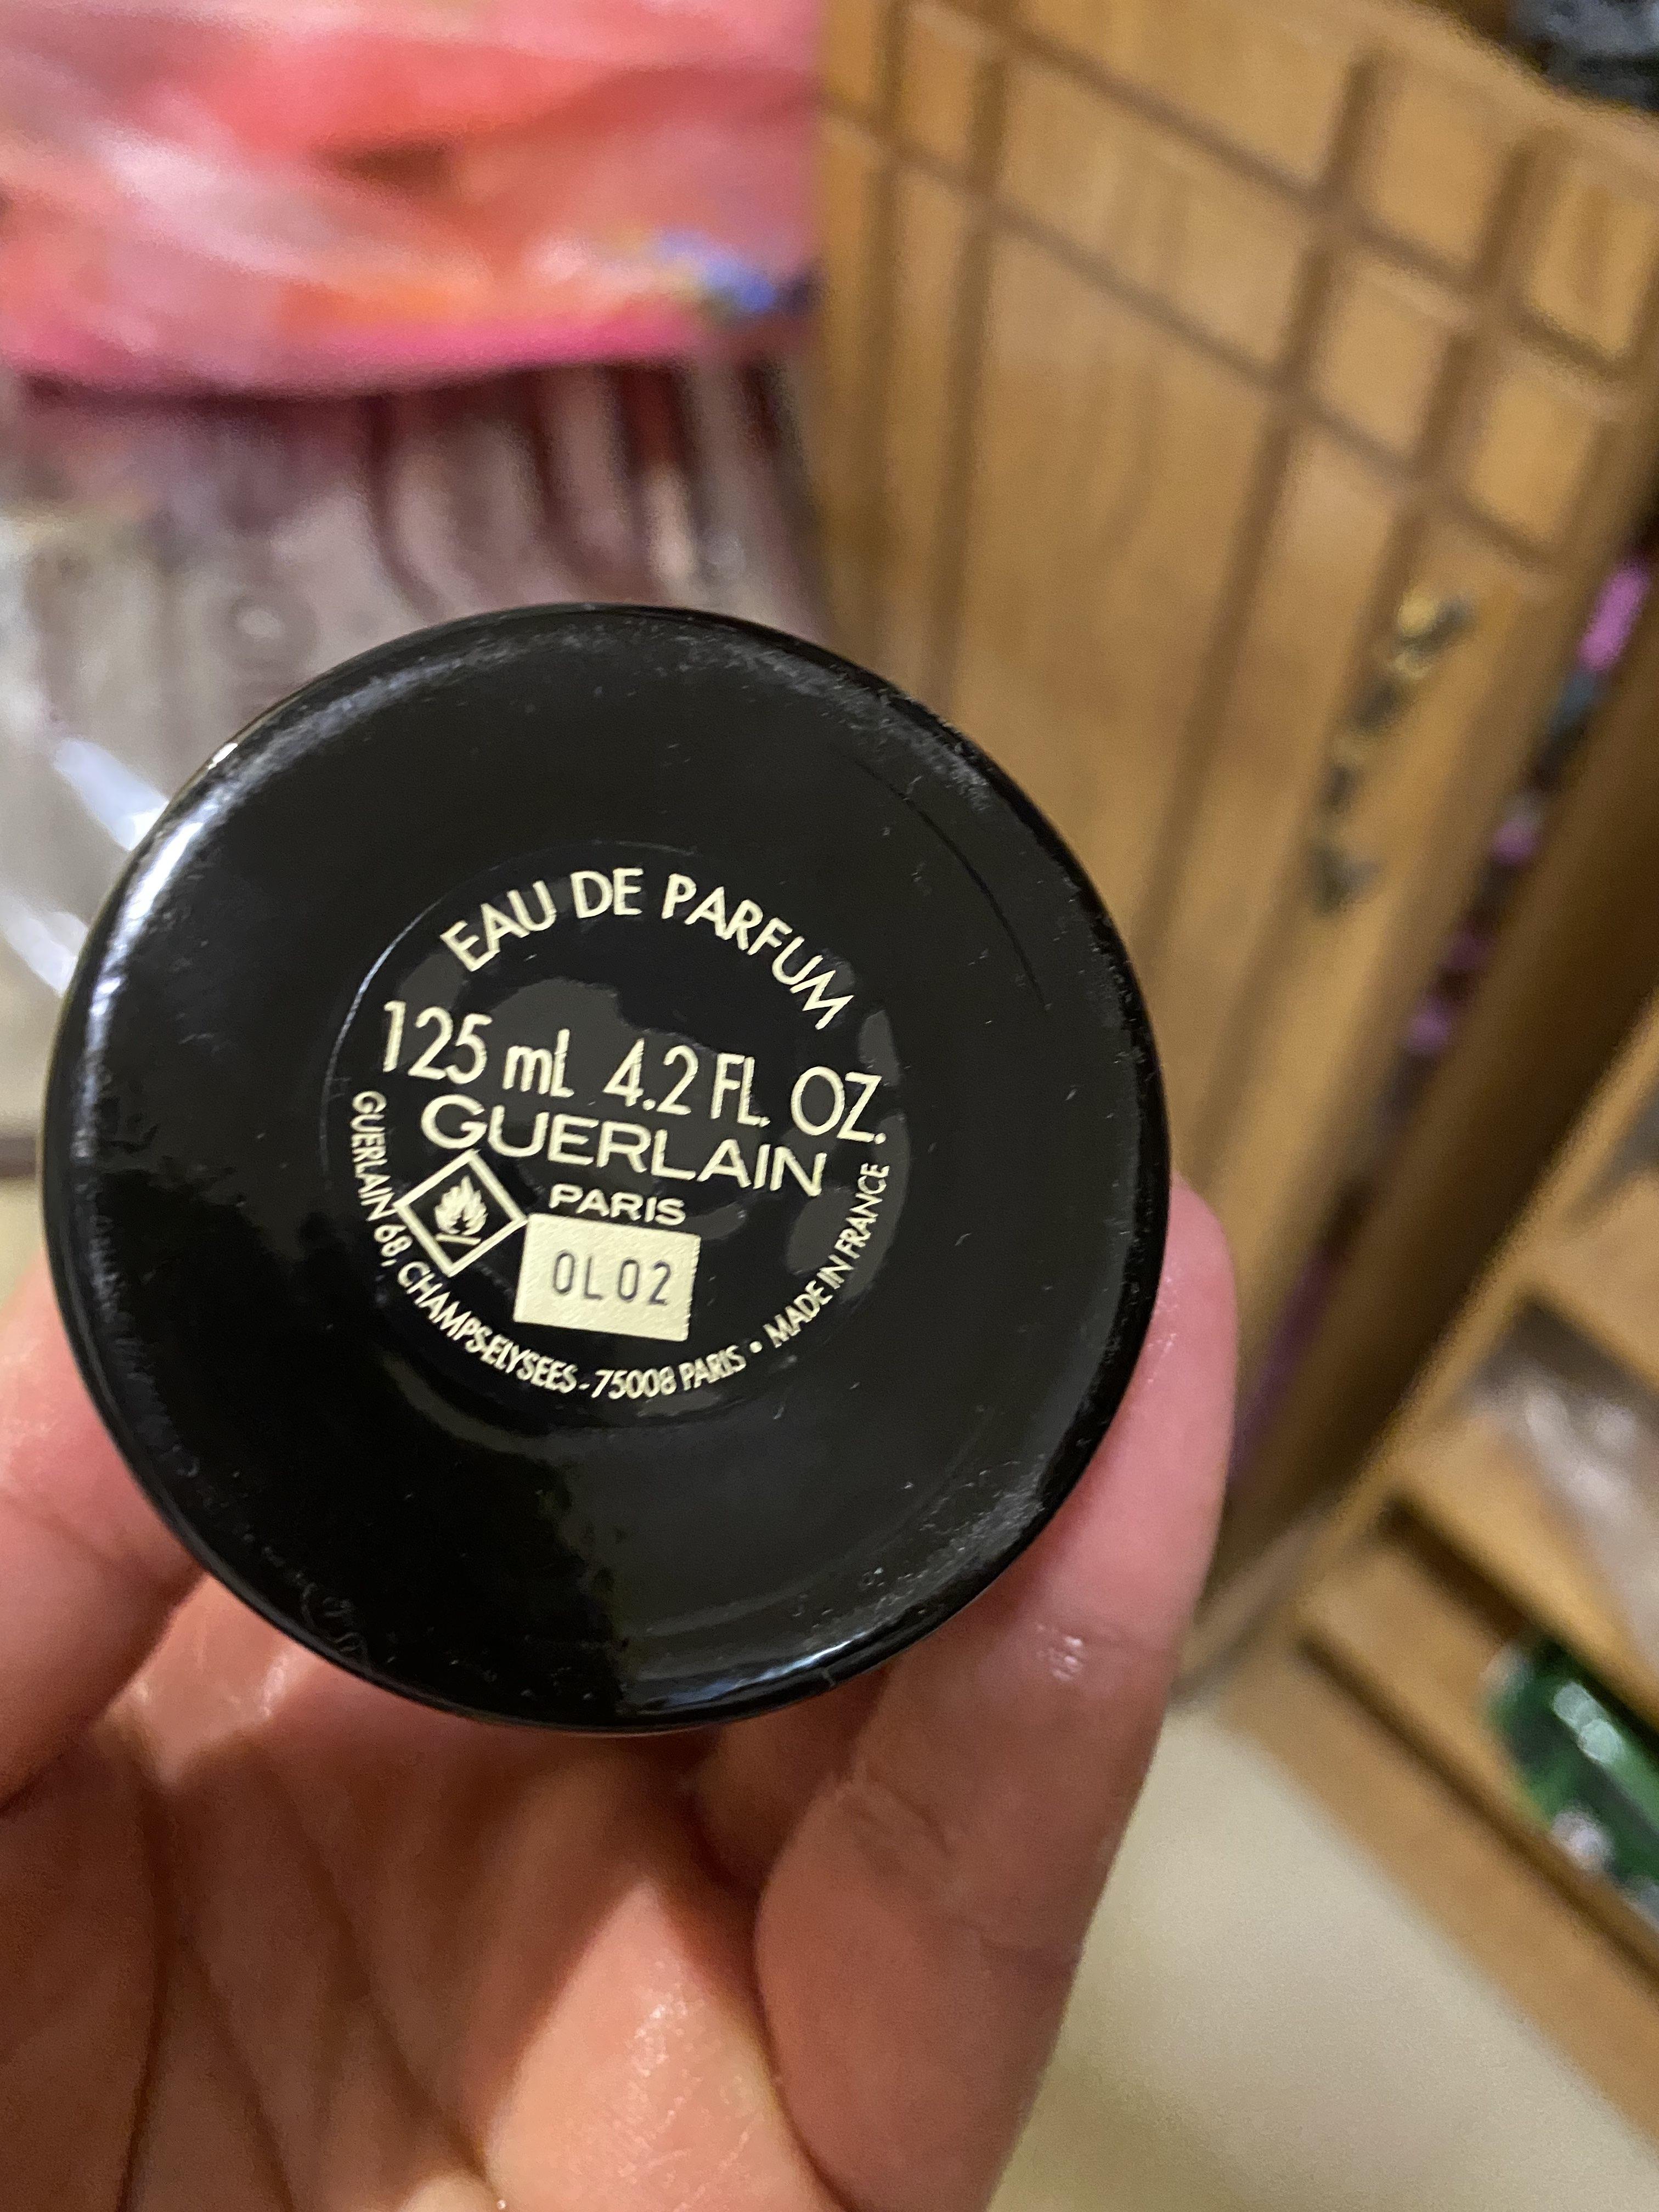 EAU DE PARFUM
125 mL 4.2 FL. OZ.
GUERLAIN
PARIS
0L02
GUERLAIN 68, CHAMPS-ELYSEES - 75008 PARIS • MADE IN FRANCE